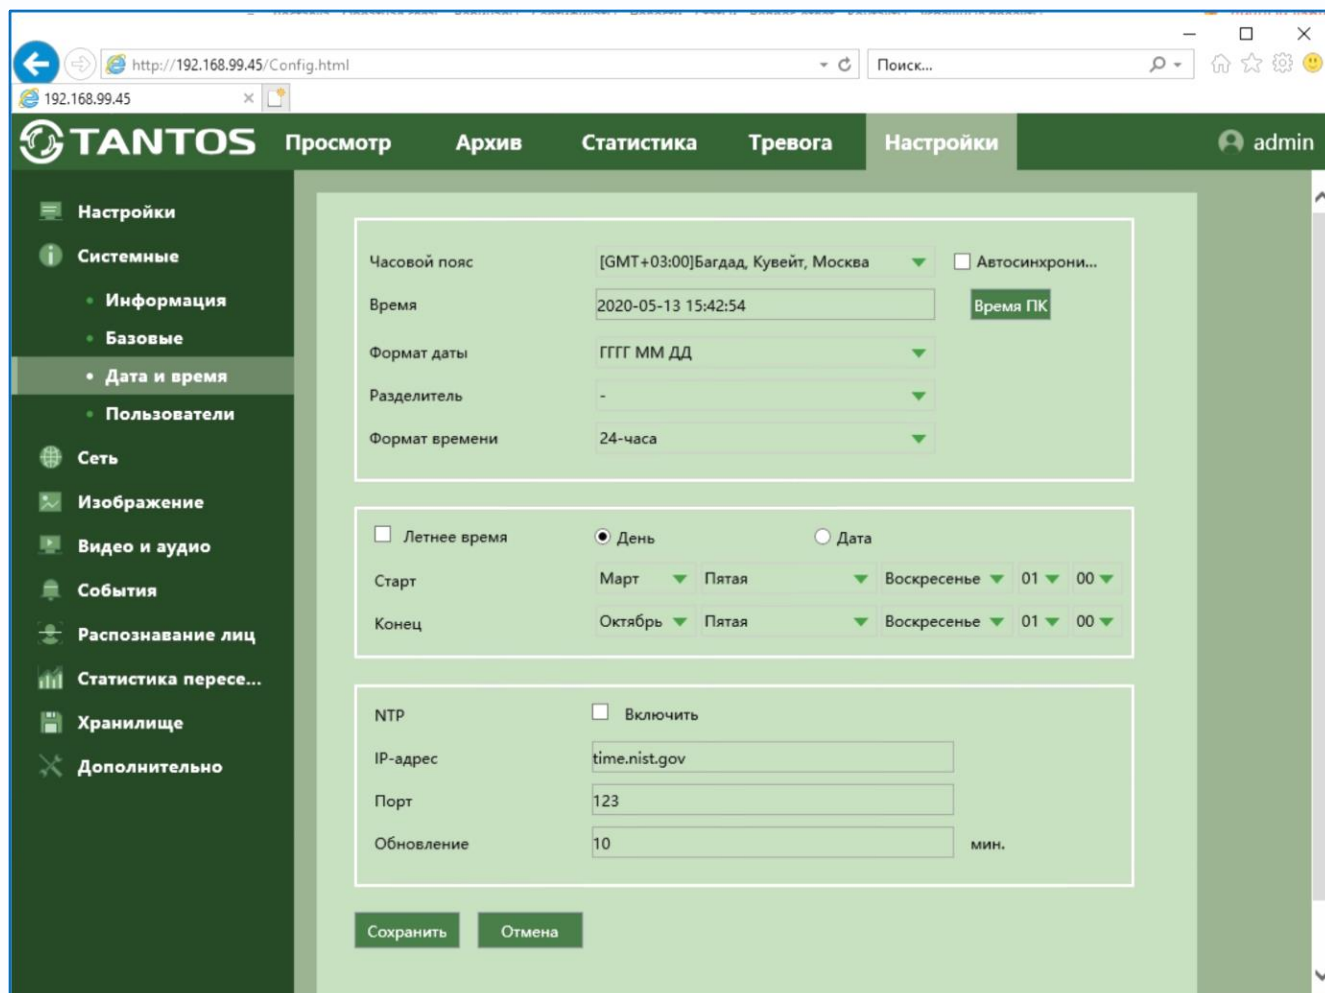 http://192.168.99.45/Config.html
Поиск...
192.168.99.45
TANTOS Просмотр Архив Статистика Тревога Настройки admin
Настройки
Системные
Информация
Базовые
Дата и время
Пользователи
Сеть
Изображение
Видео и аудио
События
Распознавание лиц
Статистика пересе...
Хранилище
Дополнительно
Часовой пояс [GMT+03:00]Багдад, Кувейт, Москва Автосинхрони...
Время 2020-05-13 15:42:54 Время ПК
Формат даты ГГГГ ММ ДД
Разделитель -
Формат времени 24-часа
Летнее время День Дата
Старт Март Пятая Воскресенье 01 00
Конец Октябрь Пятая Воскресенье 01 00
NTP Включить
IP-адрес time.nist.gov
Порт 123
Обновление 10 мин.
Сохранить Отмена